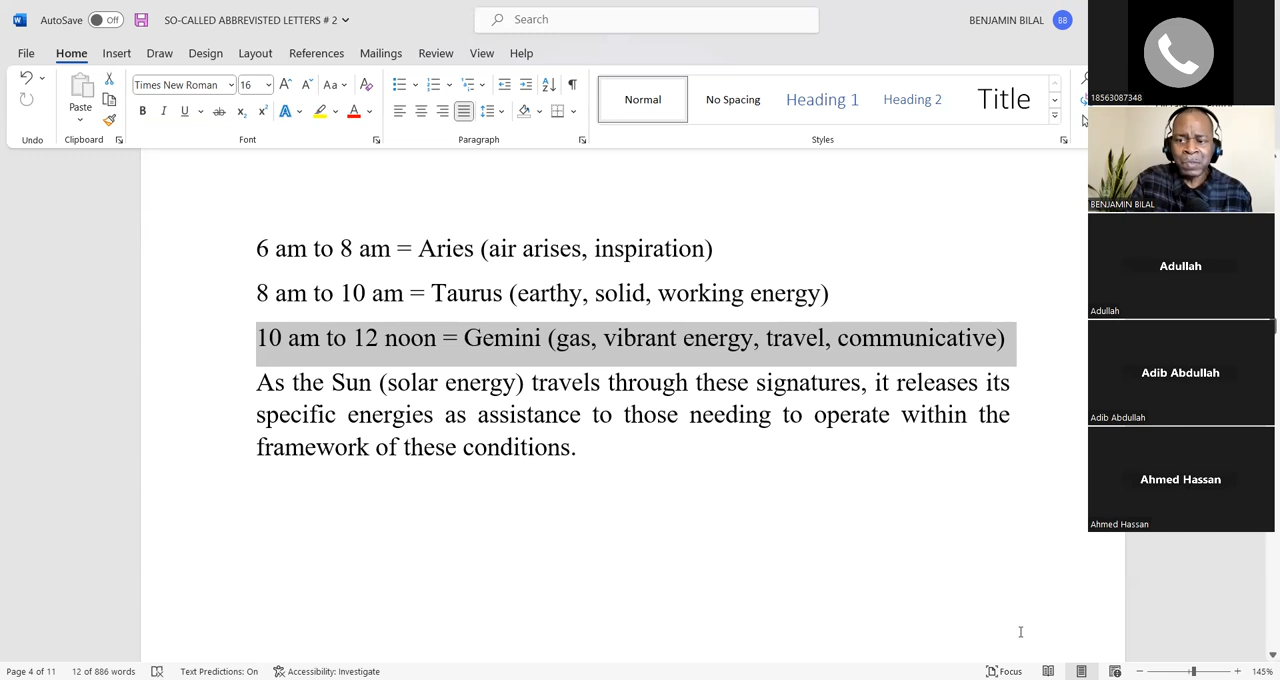 AutoSave Off SO-CALLED ABBREVISTED LETTERS # 2 Search BENJAMIN BILAL BB
File Home Insert Draw Design Layout References Mailings Review View Help
Times New Roman 16 Aa
Paste
B I U ab x₂ x² A A
Normal No Spacing Heading 1 Heading 2 Title
Undo Clipboard Font Paragraph Styles
18563087348
BENJAMIN BILAL
Adullah
Adullah
Adib Abdullah
Adib Abdullah
Ahmed Hassan
Ahmed Hassan
6 am to 8 am = Aries (air arises, inspiration)
8 am to 10 am = Taurus (earthy, solid, working energy)
10 am to 12 noon = Gemini (gas, vibrant energy, travel, communicative)
As the Sun (solar energy) travels through these signatures, it releases its
specific energies as assistance to those needing to operate within the
framework of these conditions.
Page 4 of 11 12 of 886 words Text Predictions: On Accessibility: Investigate Focus 145%